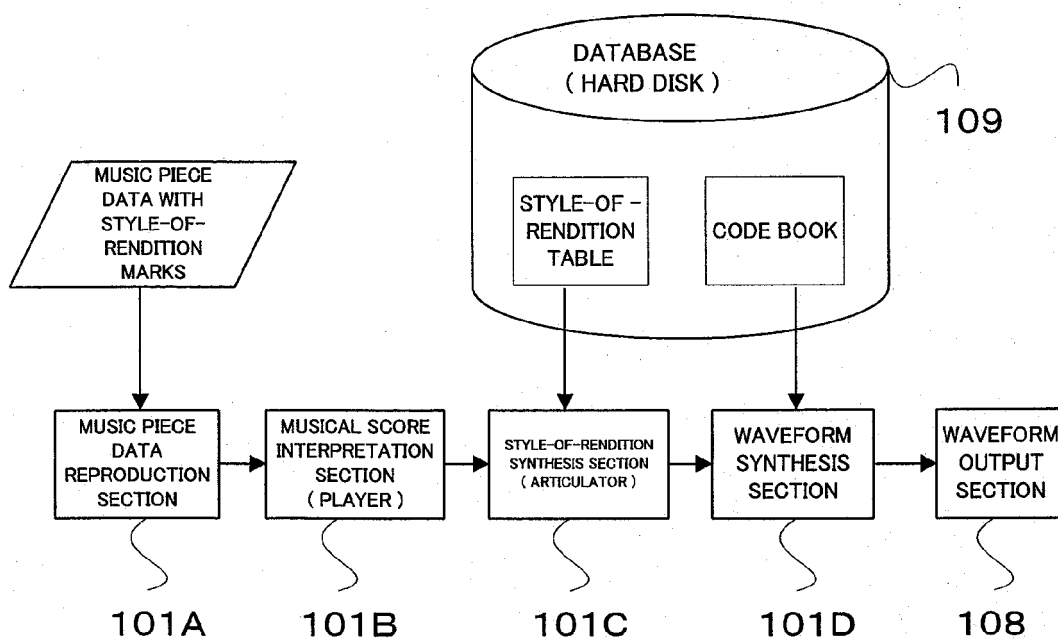 DATABASE
( HARD DISK )
109
MUSIC PIECE
DATA WITH
STYLE-OF-
RENDITION
MARKS
STYLE-OF -
RENDITION
TABLE
CODE BOOK
MUSIC PIECE
DATA
REPRODUCTION
SECTION
MUSICAL SCORE
INTERPRETATION
SECTION
( PLAYER )
STYLE-OF-RENDITION
SYNTHESIS SECTION
( ARTICULATOR )
WAVEFORM
SYNTHESIS
SECTION
WAVEFORM
OUTPUT
SECTION
101A
101B
101C
101D
108